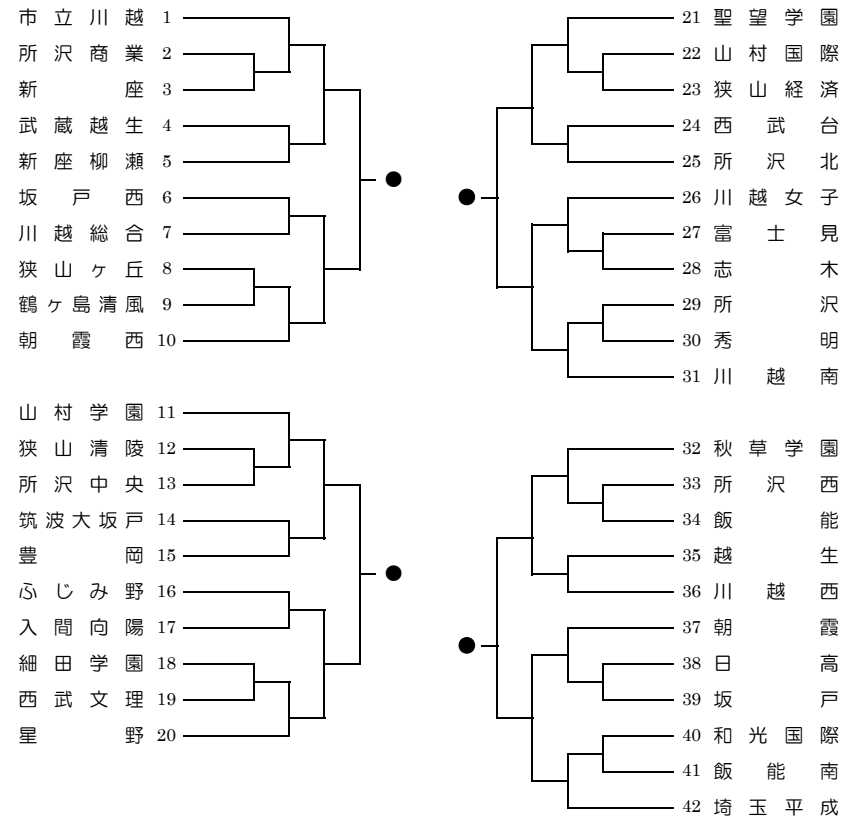 市立川越 1
所沢商業 2
新座 3
武蔵越生 4
新座柳瀬 5
坂戸西 6
川越総合 7
狭山ヶ丘 8
鶴ヶ島清風 9
朝霞西 10
山村学園 11
狭山清陵 12
所沢中央 13
筑波大坂戸 14
豊岡 15
ふじみ野 16
入間向陽 17
細田学園 18
西武文理 19
星野 20
21 聖望学園
22 山村国際
23 狭山経済
24 西武台
25 所沢北
26 川越女子
27 富士見
28 志木
29 所沢
30 秀明
31 川越南
32 秋草学園
33 所沢西
34 飯能
35 越生
36 川越西
37 朝霞
38 日高
39 坂戸
40 和光国際
41 飯能南
42 埼玉平成